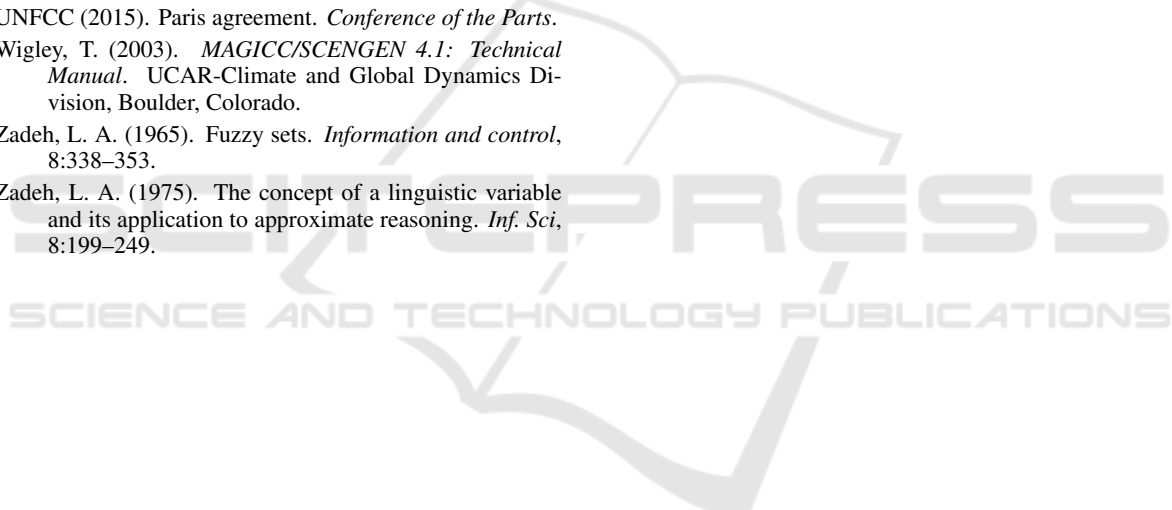 UNFCC (2015). Paris agreement. Conference of the Parts.
Wigley, T. (2003). MAGICC/SCENGEN 4.1: Technical
Manual. UCAR-Climate and Global Dynamics Di-
vision, Boulder, Colorado.
Zadeh, L. A. (1965). Fuzzy sets. Information and control,
8:338–353.
Zadeh, L. A. (1975). The concept of a linguistic variable
and its application to approximate reasoning. Inf. Sci,
8:199–249.
SCITEPRESS
SCIENCE AND TECHNOLOGY PUBLICATIONS